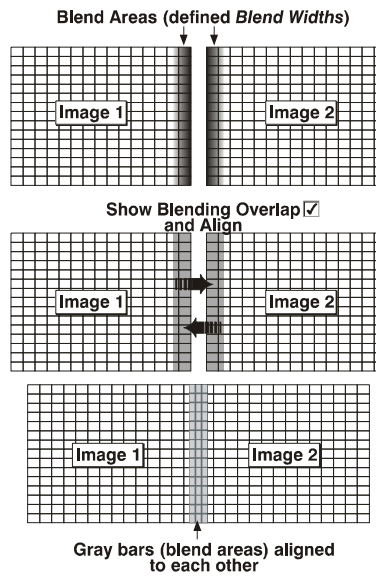 Blend Areas (defined Blend Widths)
Image 1
Image 2
Show Blending Overlap
and Align
Image 1
Image 2
Image 1
Image 2
Gray bars (blend areas) aligned
to each other